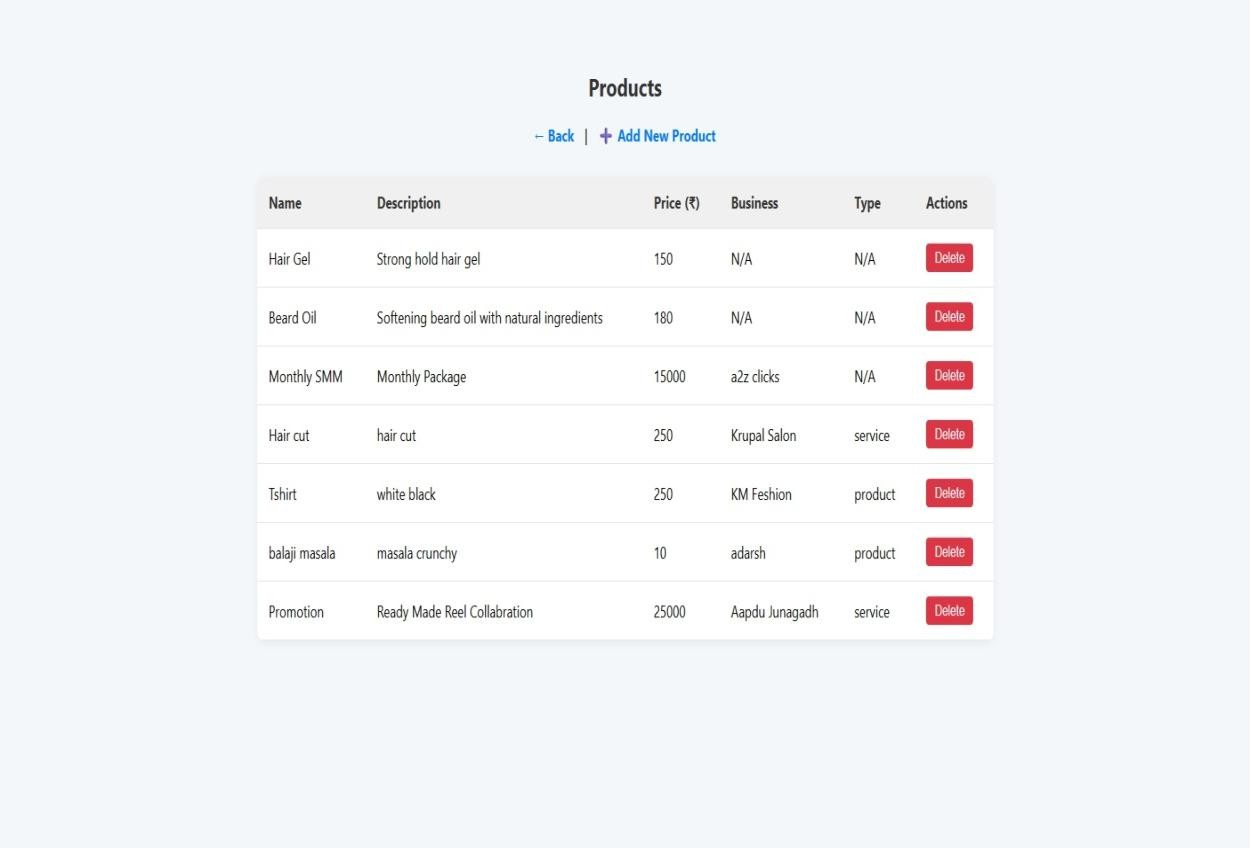 Products
← Back | ➕ Add New Product
Name Description Price (₹) Business Type Actions
Hair Gel Strong hold hair gel 150 N/A N/A Delete
Beard Oil Softening beard oil with natural ingredients 180 N/A N/A Delete
Monthly SMM Monthly Package 15000 a2z clicks N/A Delete
Hair cut hair cut 250 Krupal Salon service Delete
Tshirt white black 250 KM Feshion product Delete
balaji masala masala crunchy 10 adarsh product Delete
Promotion Ready Made Reel Collabration 25000 Aapdu Junagadh service Delete